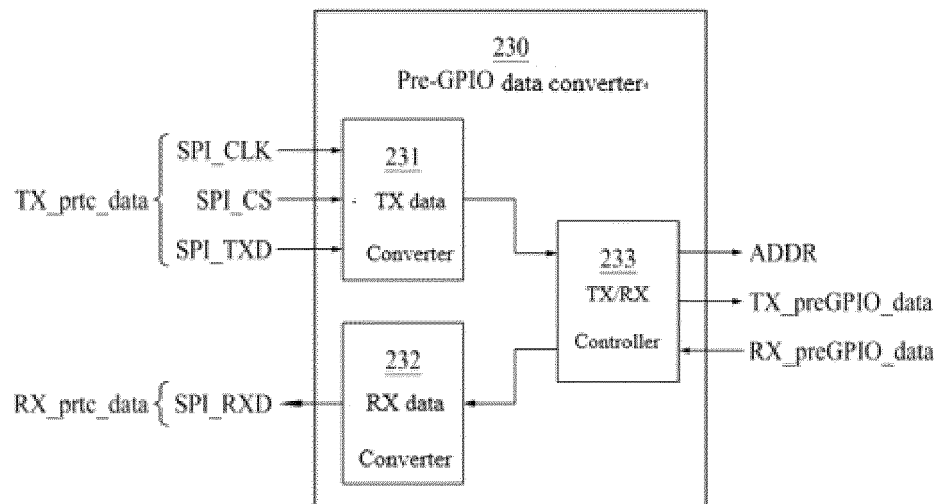 230
Pre-GPIO data converter
SPI_CLK
SPI_CS
SPI_TXD
TX_prtc_data
231
TX data
Converter
233
TX/RX
Controller
ADDR
TX_preGPIO_data
RX_preGPIO_data
232
RX data
Converter
RX_prtc_data
SPI_RXD